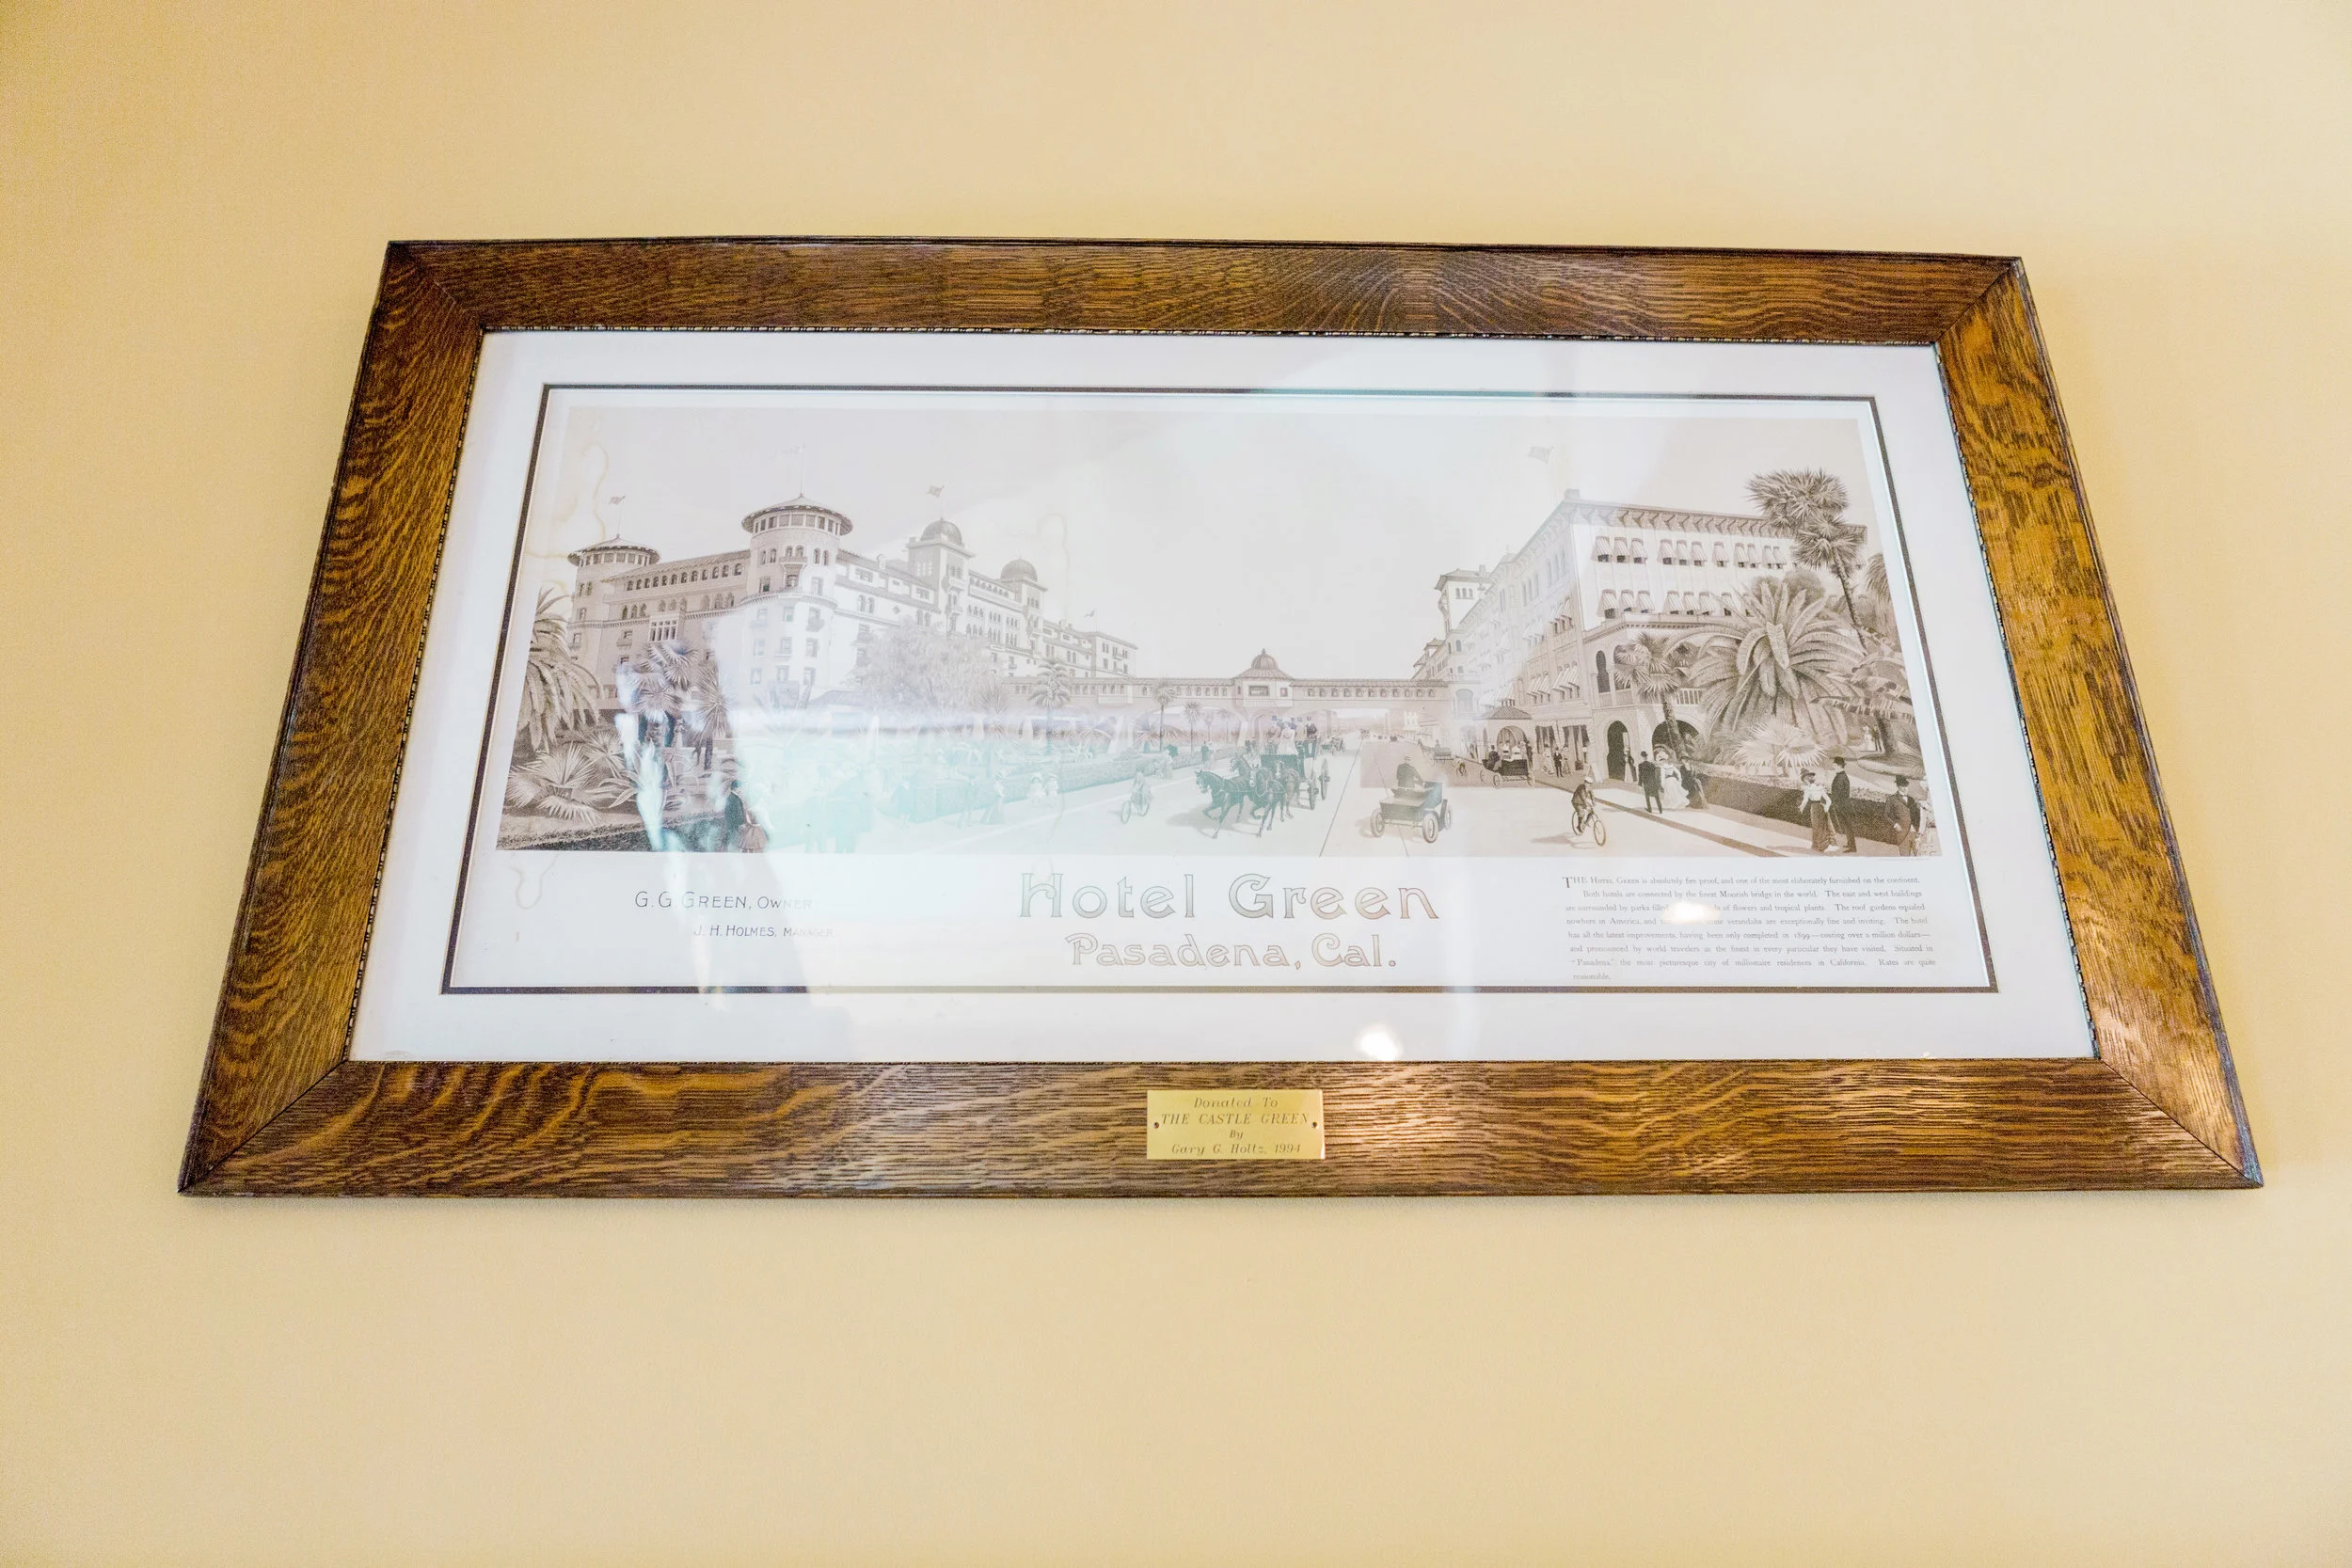 G. G. GREEN, OWNER
J. H. HOLMES, MANAGER
Hotel Green
Pasadena, Cal.
THE HOTEL GREEN is absolutely fire proof, and one of the most elaborately furnished on the continent.
Both hotels are connected by the finest Moorish bridge in the world. The east and west buildings
are surrounded by parks filled of flowers and tropical plants. The roof gardens equaled
nowhere in America, and verandahs are exceptionally fine and inviting. The hotel
has all the latest improvements, having been only completed in 1899—costing over a million dollars—
and pronounced by world travelers as the finest in every particular they have visited. Situated in
"Pasadena," the most picturesque city of millionaire residences in California. Rates are quite
reasonable.
Donated To
THE CASTLE GREEN
By
Gary G. Holtz, 1994